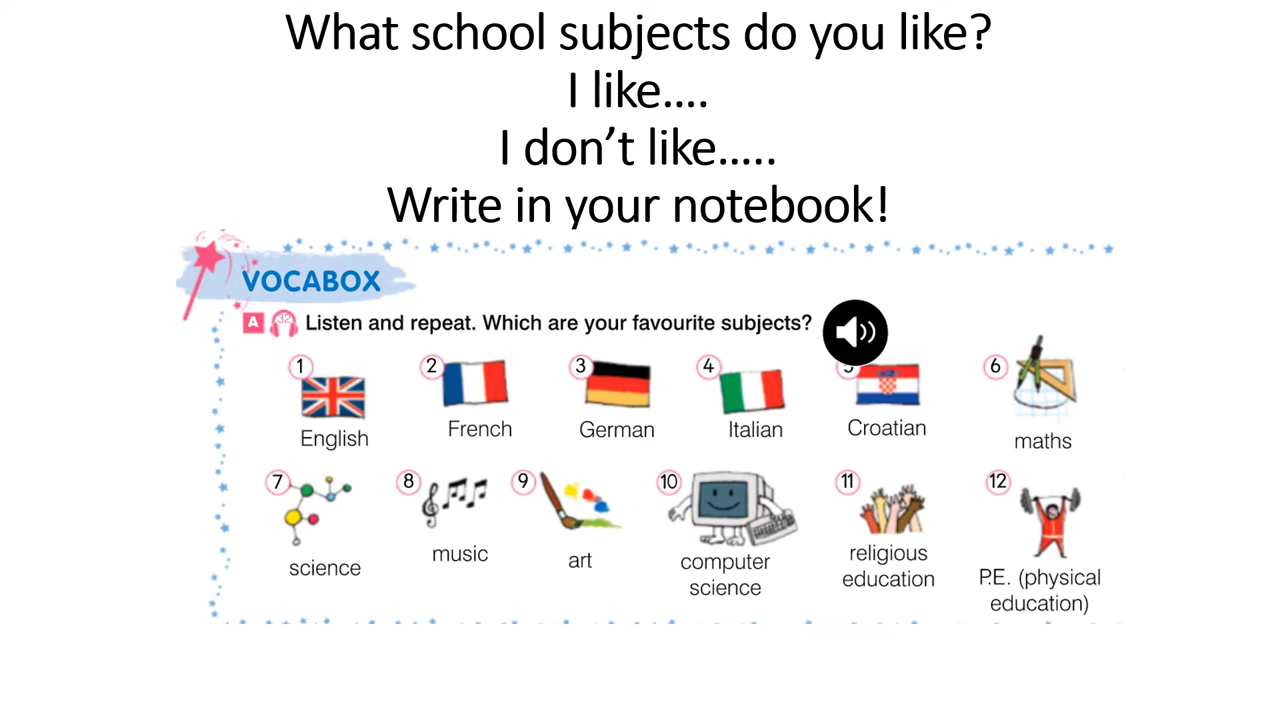 What school subjects do you like?
I like....
I don’t like.....
Write in your notebook!
VOCABOX
A 32 Listen and repeat. Which are your favourite subjects?
1 2 3 4 5 6
English French German Italian Croatian maths
7 8 9 10 11 12
science music art computer science religious education P.E. (physical education)